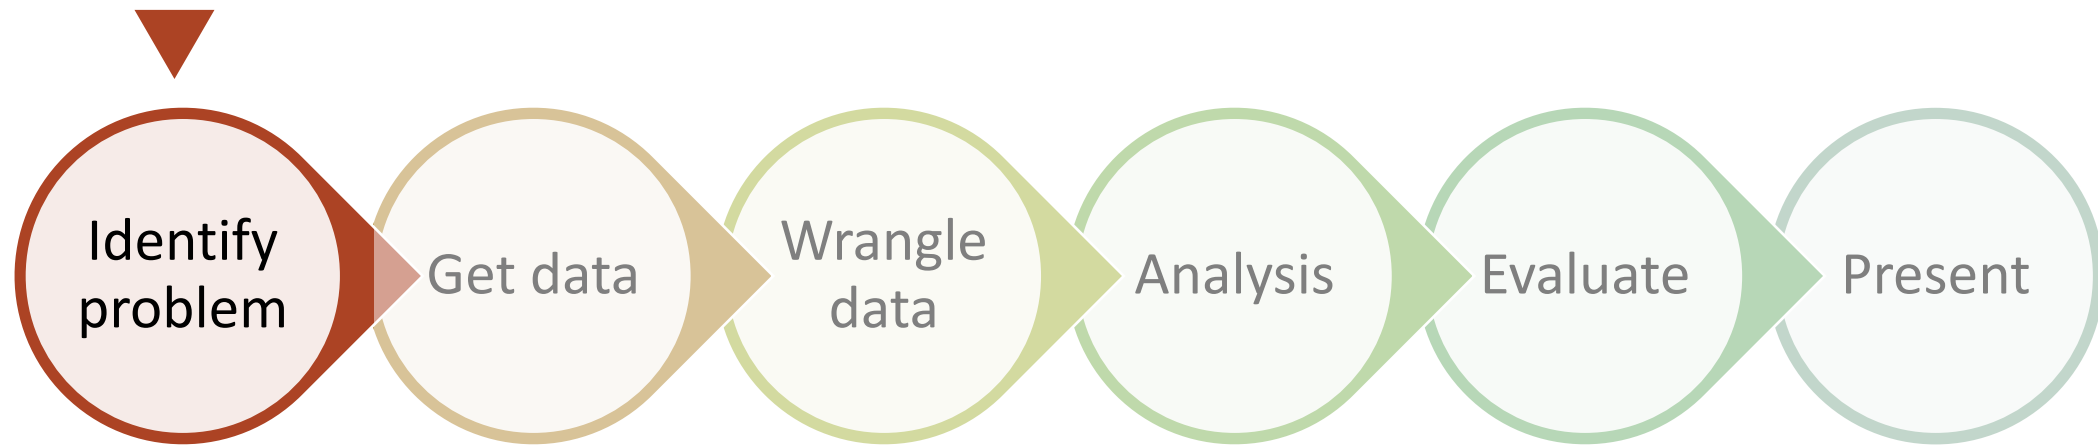 Identify
problem
Get data
Wrangle
data
Analysis
Evaluate
Present